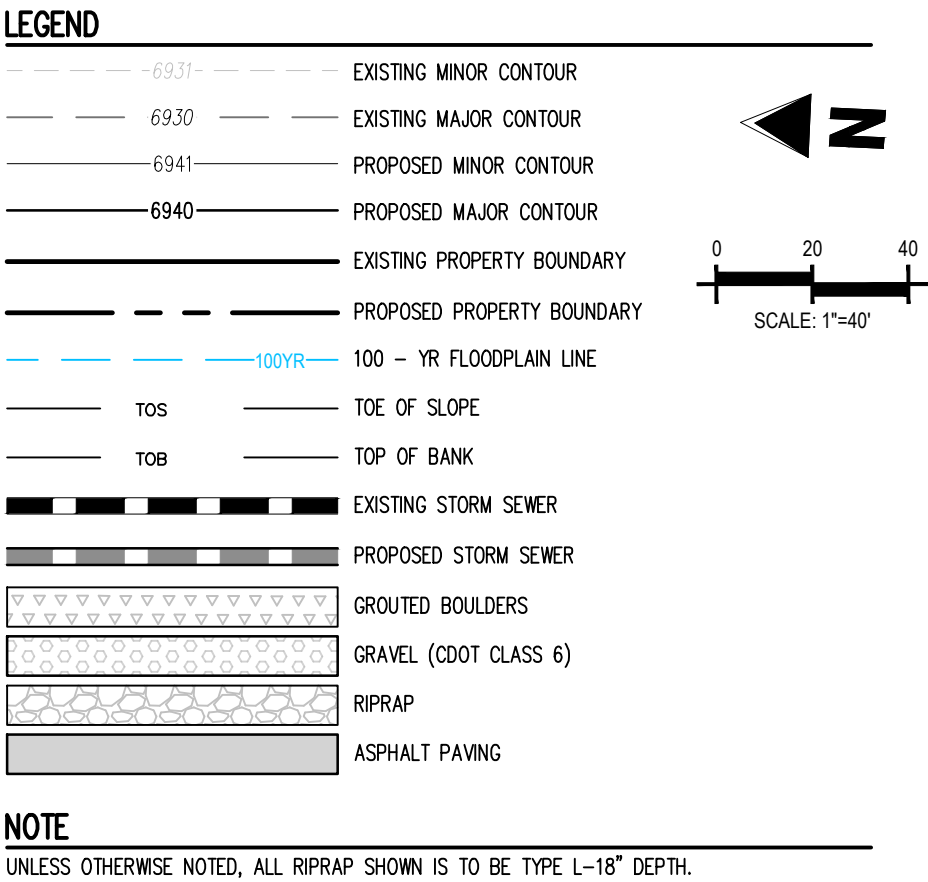 LEGEND
6931 EXISTING MINOR CONTOUR
6930 EXISTING MAJOR CONTOUR
6941 PROPOSED MINOR CONTOUR
6940 PROPOSED MAJOR CONTOUR
EXISTING PROPERTY BOUNDARY
PROPOSED PROPERTY BOUNDARY
100YR 100 – YR FLOODPLAIN LINE
TOS TOE OF SLOPE
TOB TOP OF BANK
EXISTING STORM SEWER
PROPOSED STORM SEWER
GROUTED BOULDERS
GRAVEL (CDOT CLASS 6)
RIPRAP
ASPHALT PAVING
N
0 20 40
SCALE: 1"=40'
NOTE
UNLESS OTHERWISE NOTED, ALL RIPRAP SHOWN IS TO BE TYPE L–18" DEPTH.